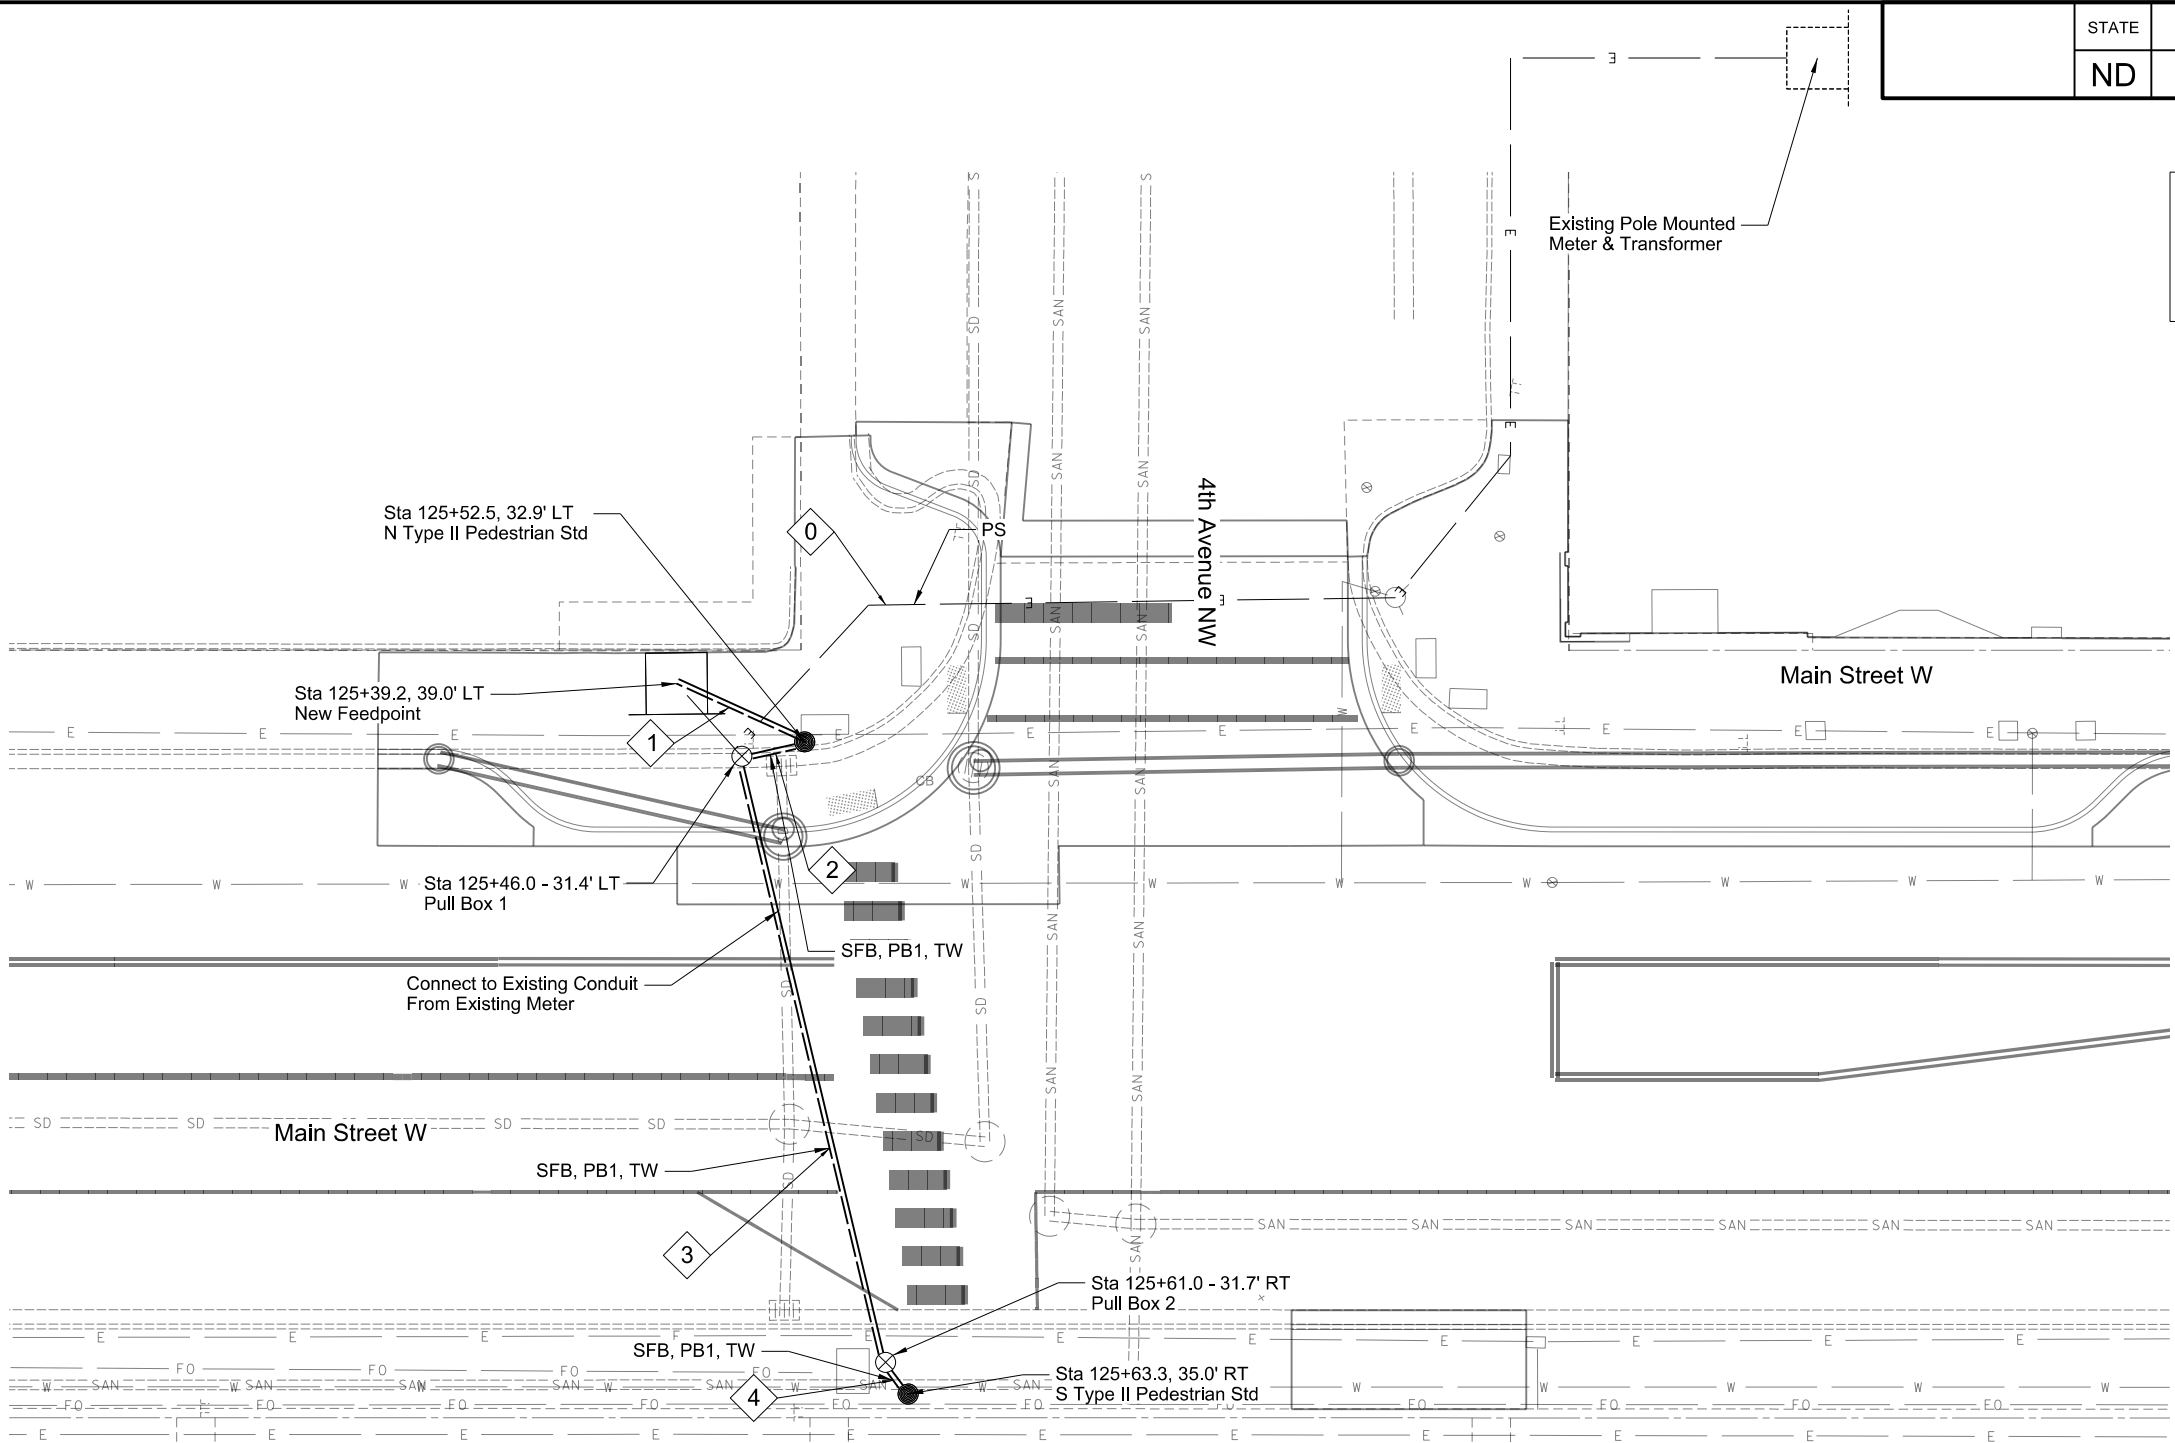 STATE
ND
Existing Pole Mounted
Meter & Transformer
Sta 125+52.5, 32.9' LT
N Type II Pedestrian Std
0
PS
4th Avenue NW
Main Street W
Sta 125+39.2, 39.0' LT
New Feedpoint
1
CB
2
Sta 125+46.0 - 31.4' LT
Pull Box 1
SFB, PB1, TW
Connect to Existing Conduit
From Existing Meter
Main Street W
SFB, PB1, TW
3
Sta 125+61.0 - 31.7' RT
Pull Box 2
SFB, PB1, TW
Sta 125+63.3, 35.0' RT
S Type II Pedestrian Std
4